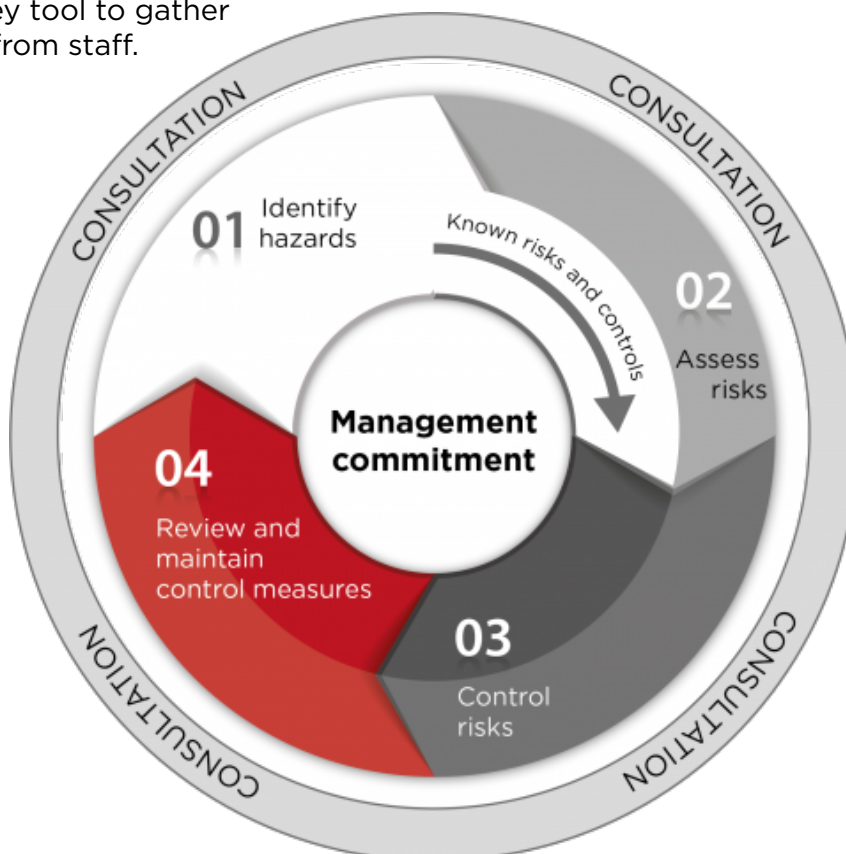 ey tool to gather
from staff.
CONSULTATION
CONSULTATION
01
Identify
hazards
Known risks and controls
02
Assess
risks
Management
commitment
04
Review and
maintain
control measures
03
Control
risks
CONSULTATION
CONSULTATION